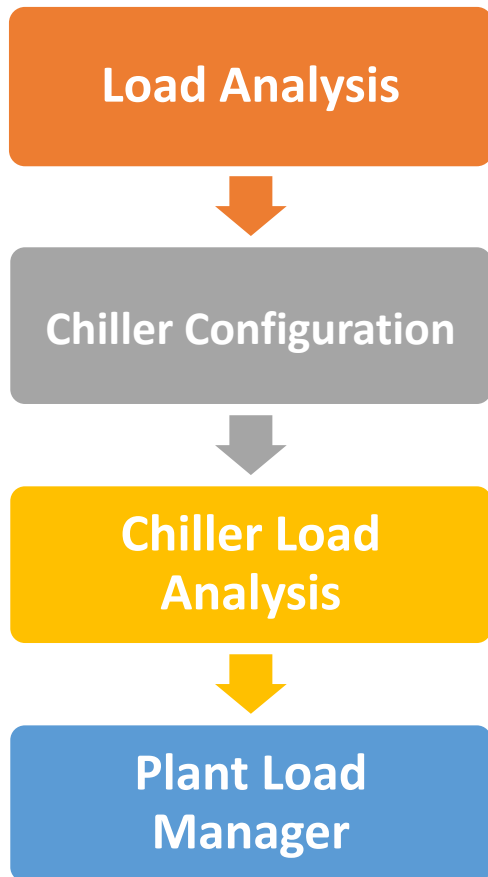 Load Analysis
Chiller Configuration
Chiller Load
Analysis
Plant Load
Manager